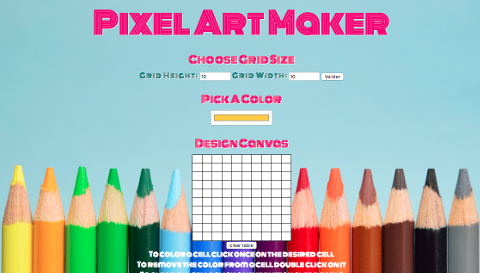 Pixel Art Maker
Choose Grid Size
Grid Height: 10 Grid Width: 10 Valider
Pick A Color
Design Canvas
Clear table
To color a cell click once on the desired cell
To remove the color from a cell double click on it